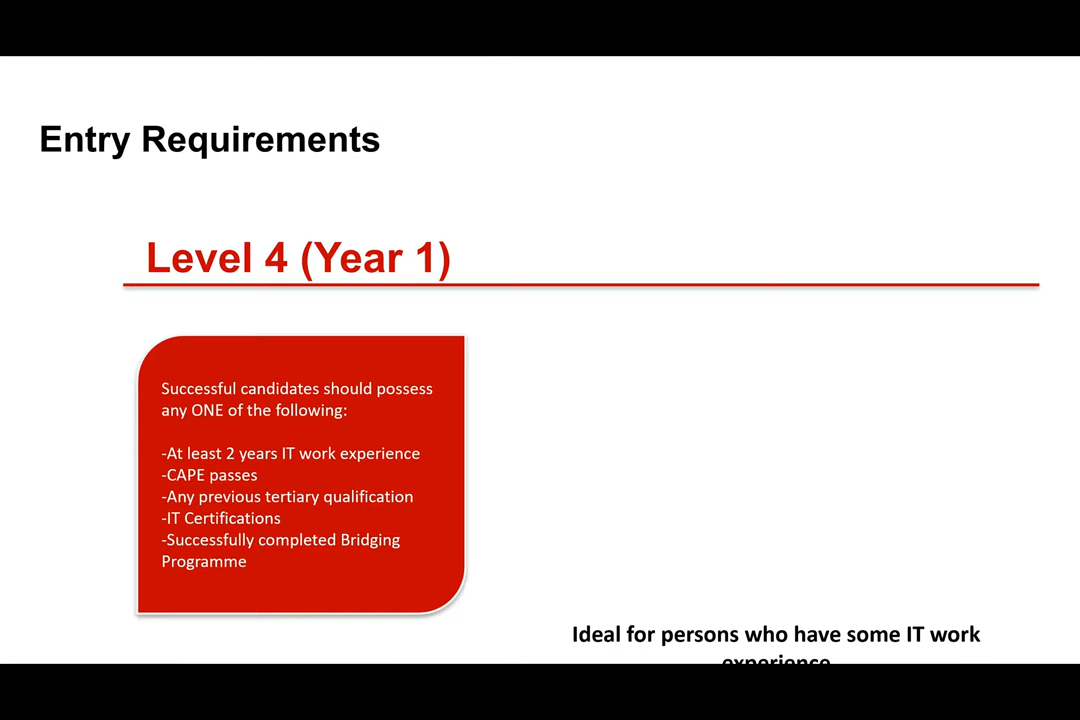 Entry Requirements
Level 4 (Year 1)
Successful candidates should possess
any ONE of the following:
-At least 2 years IT work experience
-CAPE passes
-Any previous tertiary qualification
-IT Certifications
-Successfully completed Bridging
Programme
Ideal for persons who have some IT work
experience